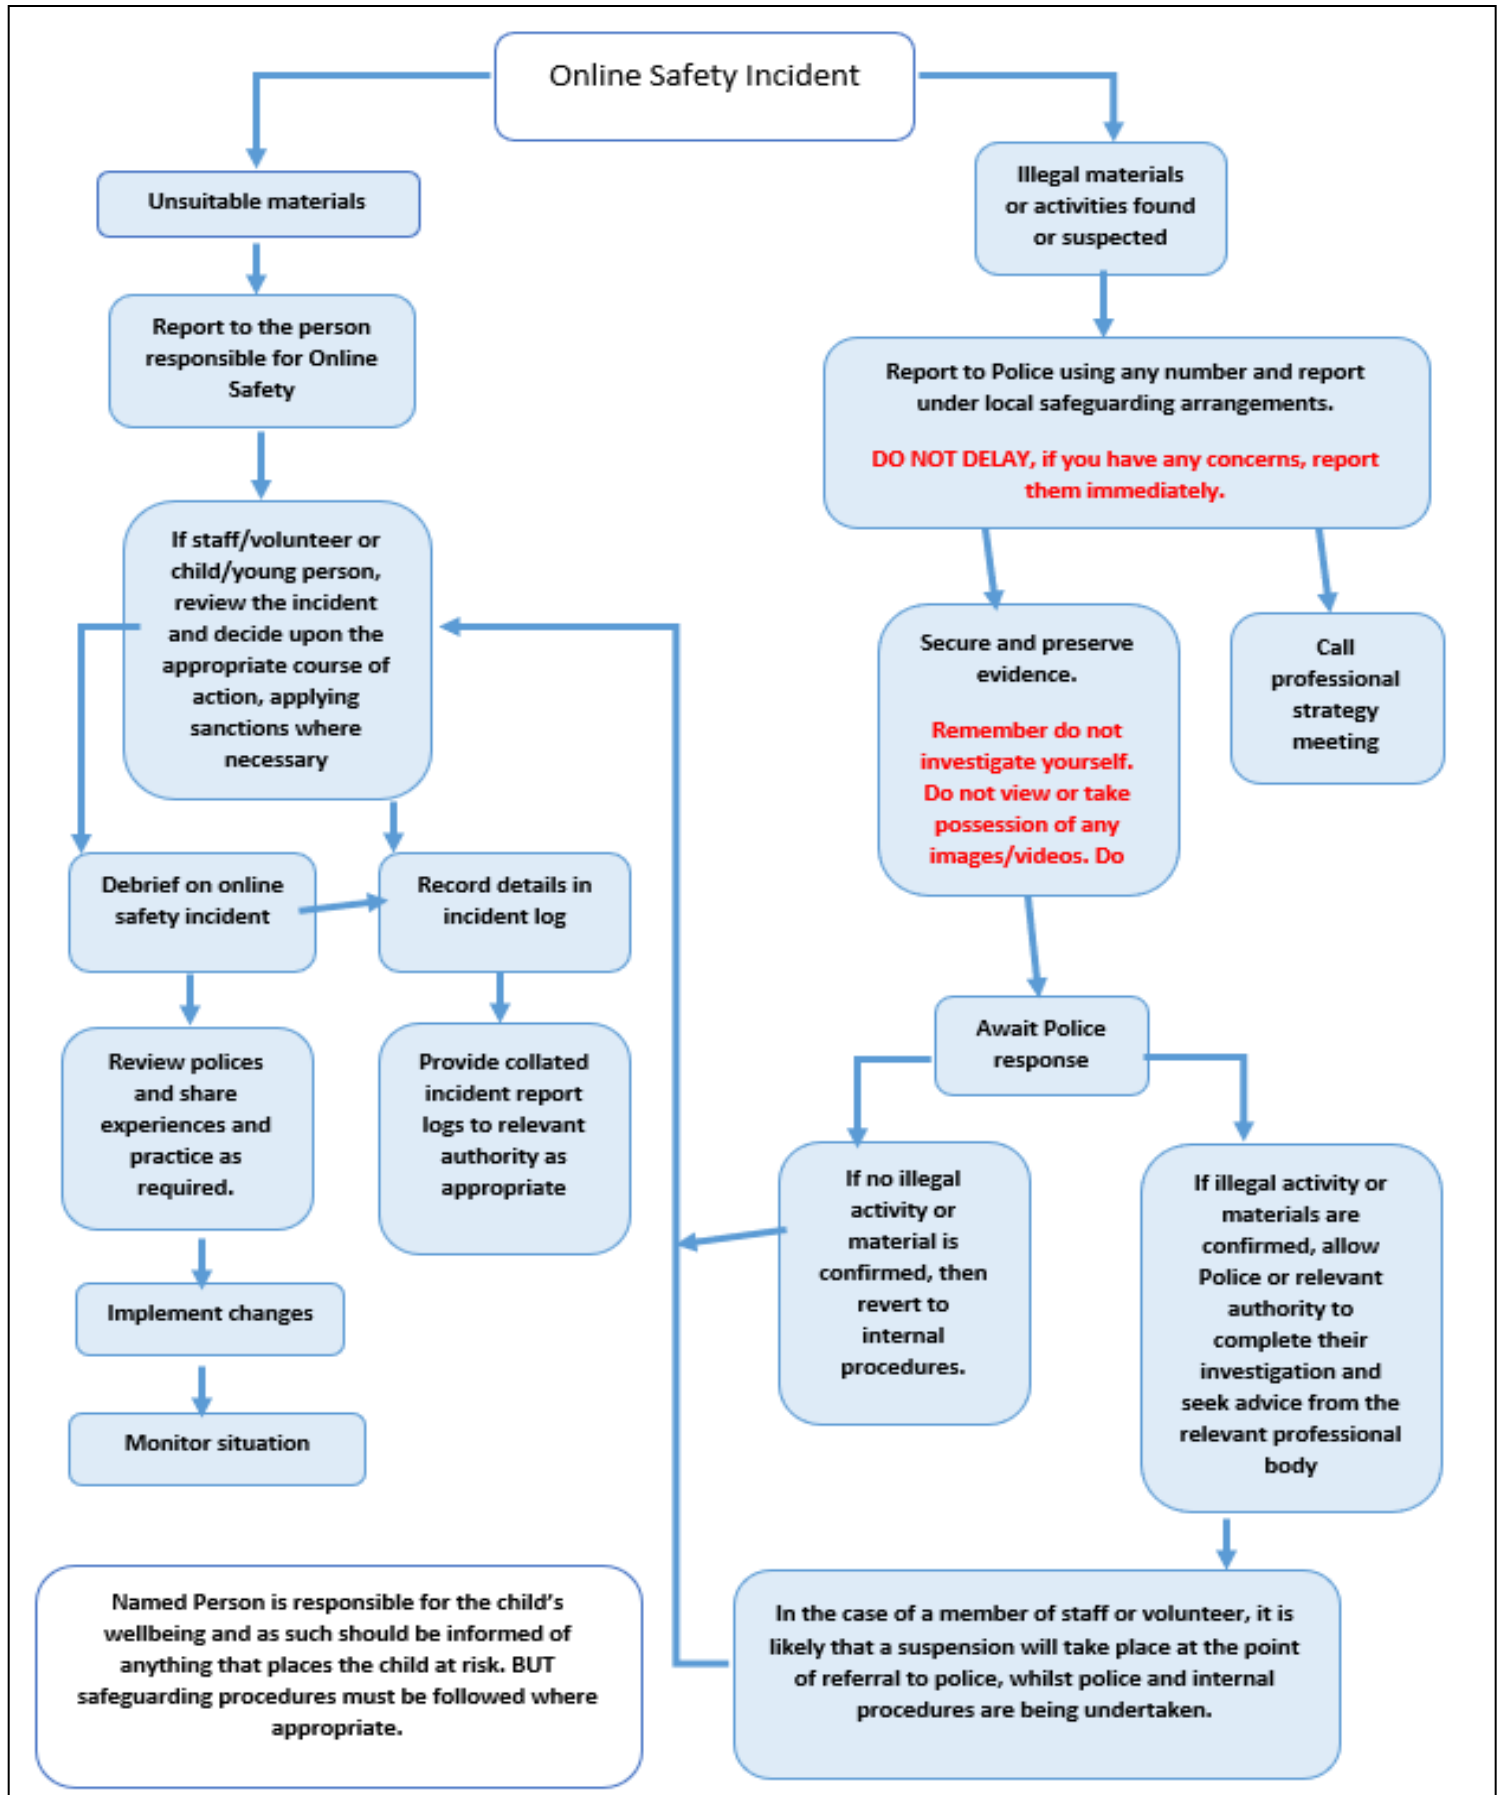 Online Safety Incident
Unsuitable materials
Report to the person
responsible for Online
Safety
If staff/volunteer or
child/young person,
review the incident
and decide upon the
appropriate course of
action, applying
sanctions where
necessary
Debrief on online
safety incident
Record details in
incident log
Review polices
and share
experiences and
practice as
required.
Provide collated
incident report
logs to relevant
authority as
appropriate
Implement changes
Monitor situation
Illegal materials
or activities found
or suspected
Report to Police using any number and report
under local safeguarding arrangements.
DO NOT DELAY, if you have any concerns, report
them immediately.
Secure and preserve
evidence.
Remember do not
investigate yourself.
Do not view or take
possession of any
images/videos. Do
Call
professional
strategy
meeting
Await Police
response
If no illegal
activity or
material is
confirmed, then
revert to
internal
procedures.
If illegal activity or
materials are
confirmed, allow
Police or relevant
authority to
complete their
investigation and
seek advice from the
relevant professional
body
In the case of a member of staff or volunteer, it is
likely that a suspension will take place at the point
of referral to police, whilst police and internal
procedures are being undertaken.
Named Person is responsible for the child’s
wellbeing and as such should be informed of
anything that places the child at risk. BUT
safeguarding procedures must be followed where
appropriate.